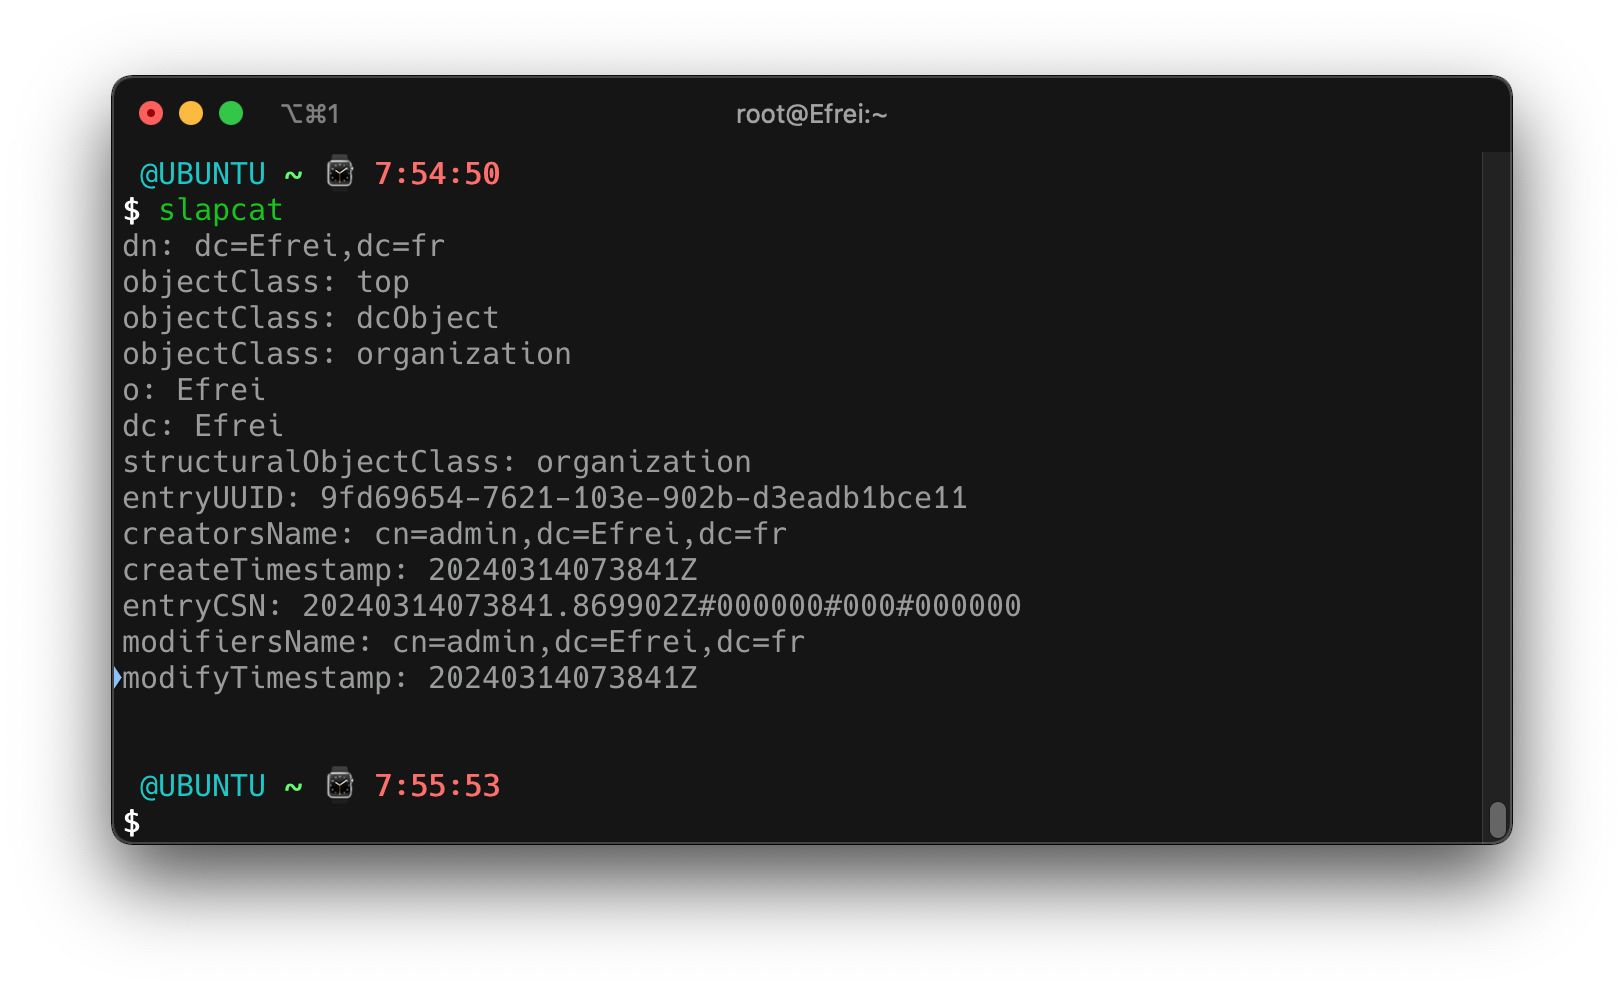 ⌥⌘1 root@Efrei:~
@UBUNTU ~ ⌚ 7:54:50
$ slapcat
dn: dc=Efrei,dc=fr
objectClass: top
objectClass: dcObject
objectClass: organization
o: Efrei
dc: Efrei
structuralObjectClass: organization
entryUUID: 9fd69654-7621-103e-902b-d3eadb1bce11
creatorsName: cn=admin,dc=Efrei,dc=fr
createTimestamp: 20240314073841Z
entryCSN: 20240314073841.869902Z#000000#000#000000
modifiersName: cn=admin,dc=Efrei,dc=fr
modifyTimestamp: 20240314073841Z
@UBUNTU ~ ⌚ 7:55:53
$